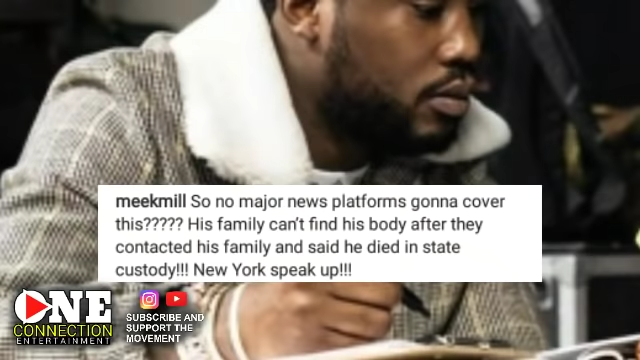 meekmill So no major news platforms gonna cover
this????? His family can't find his body after they
contacted his family and said he died in state
custody!!! New York speak up!!!
ONE
CONNECTION
ENTERTAINMENT
SUBSCRIBE AND
SUPPORT THE
MOVEMENT